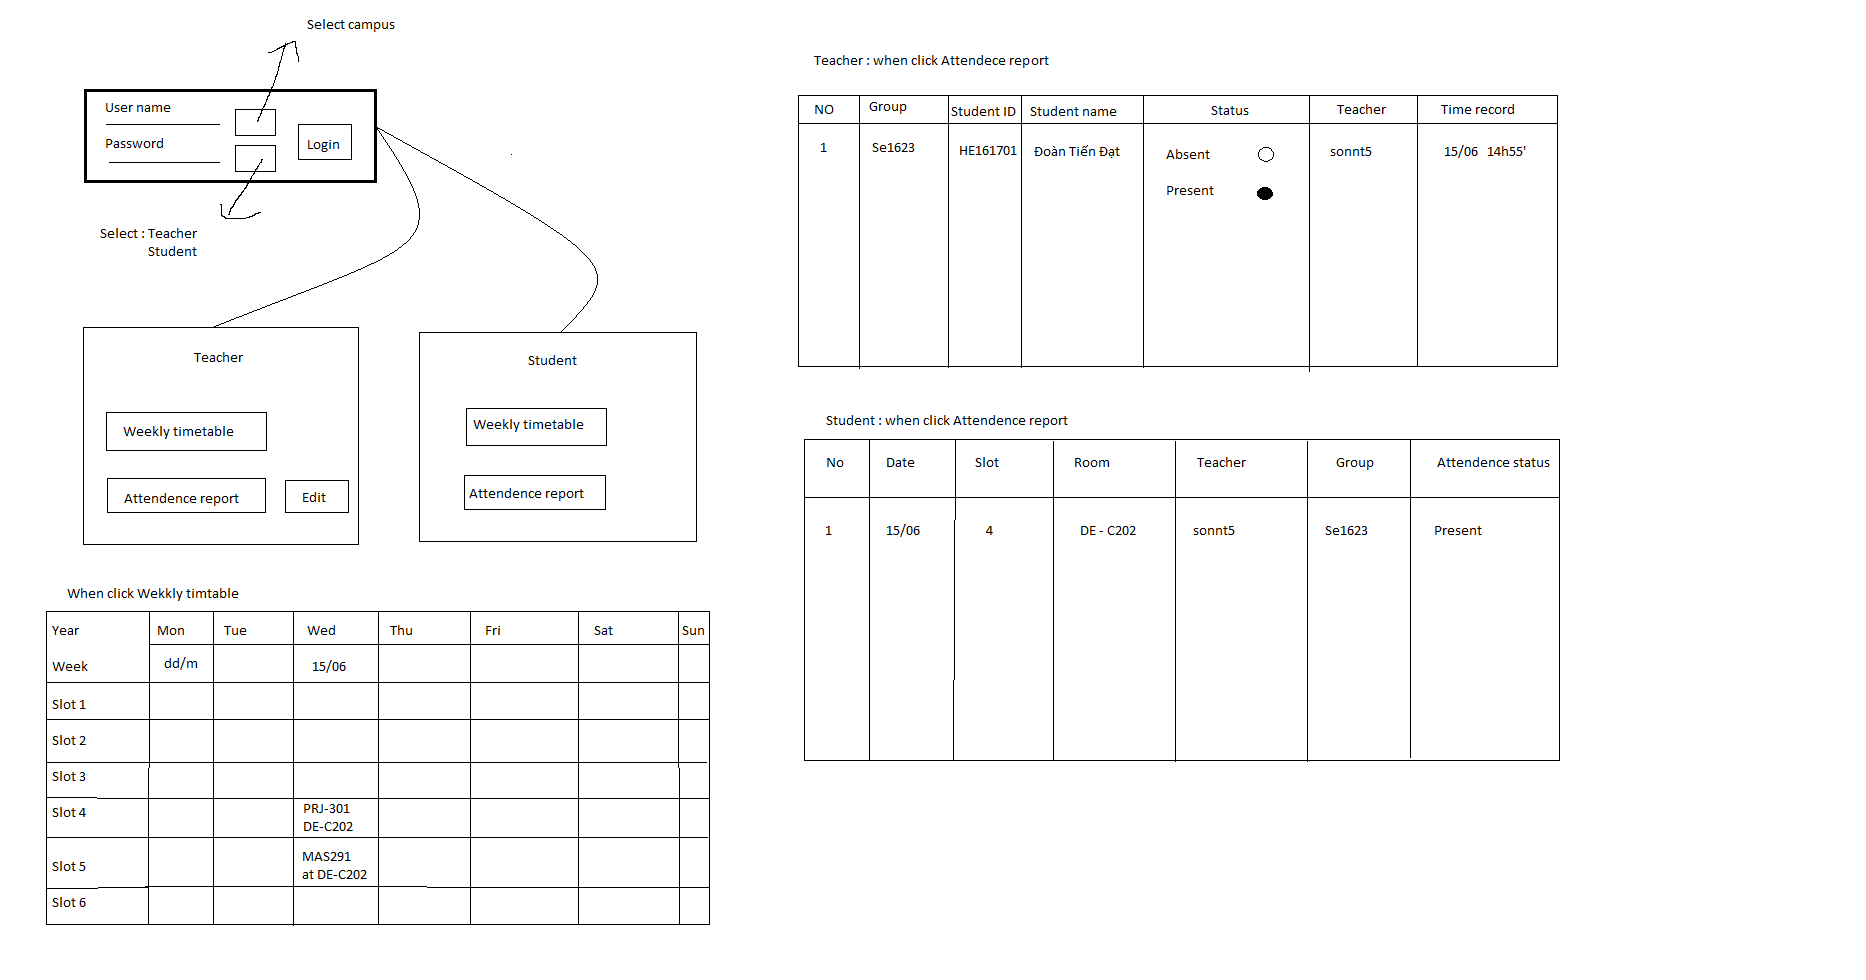 Select campus
User name
Password
Login
Select : Teacher
Student
Teacher
Weekly timetable
Attendence report
Edit
Student
Weekly timetable
Attendence report
When click Wekkly timtable
Year Mon Tue Wed Thu Fri Sat Sun
Week dd/m 15/06
Slot 1
Slot 2
Slot 3
Slot 4 PRJ-301
DE-C202
Slot 5 MAS291
at DE-C202
Slot 6
Teacher : when click Attendece report
NO Group Student ID Student name Status Teacher Time record
1 Se1623 HE161701 Đoàn Tiến Đạt Absent sonnt5 15/06 14h55'
Present
Student : when click Attendence report
No Date Slot Room Teacher Group Attendence status
1 15/06 4 DE - C202 sonnt5 Se1623 Present